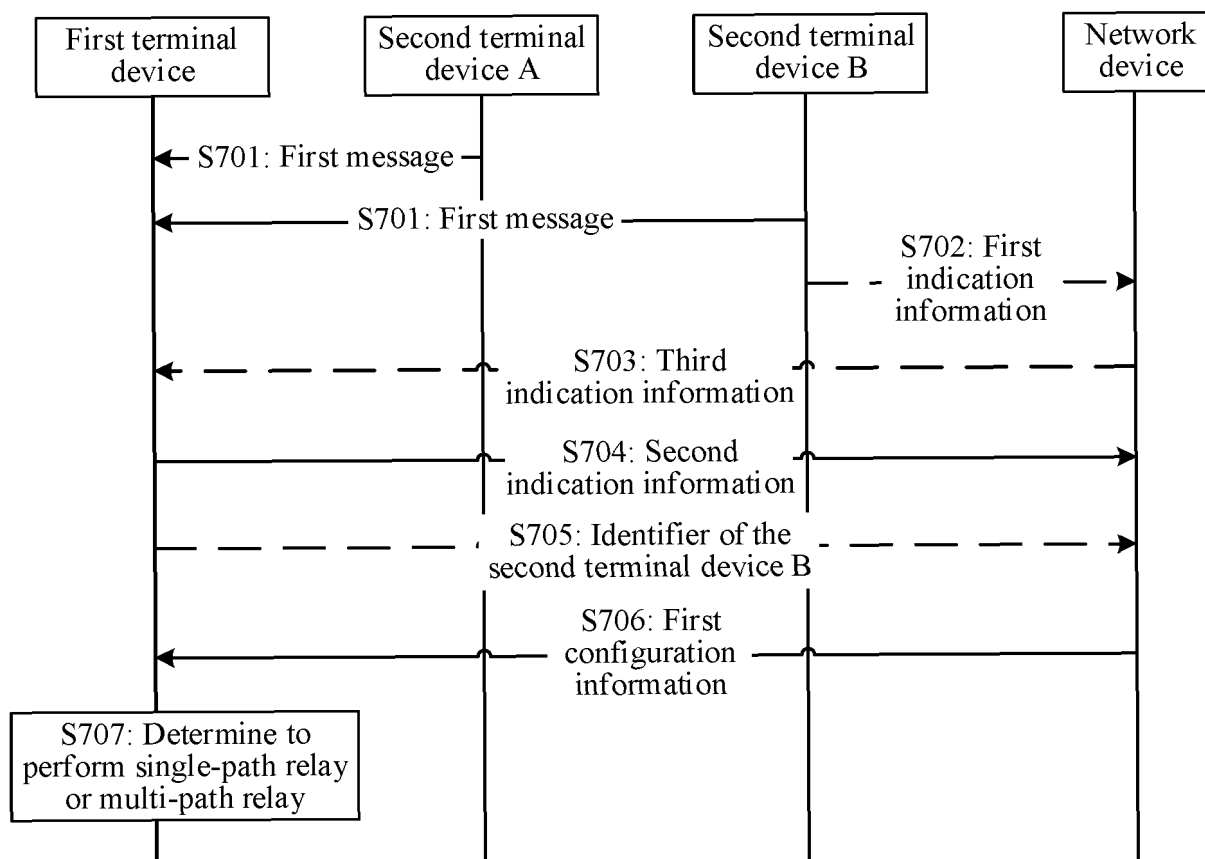 First terminal
device
Second terminal
device A
Second terminal
device B
Network
device
S701: First message
S701: First message
S702: First
indication
information
S703: Third
indication information
S704: Second
indication information
S705: Identifier of the
second terminal device B
S706: First
configuration
information
S707: Determine to
perform single-path relay
or multi-path relay